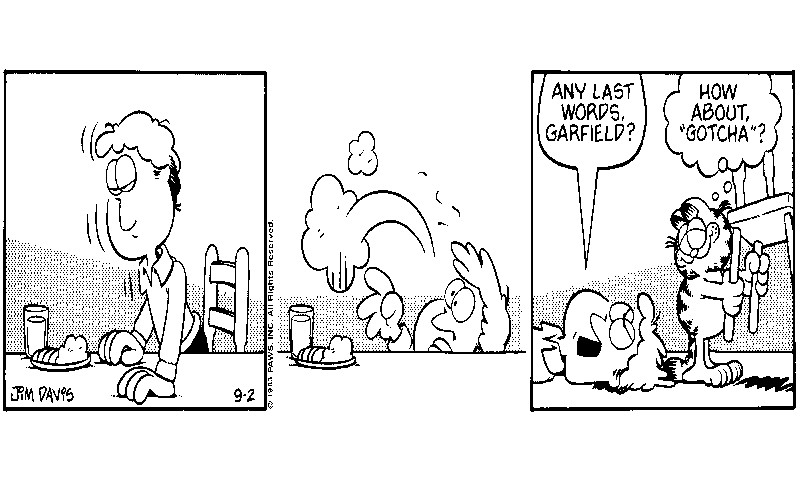 JIM DAVIS
9-2
© 1983 PAWS, INC. All Rights Reserved.
ANY LAST
WORDS,
GARFIELD?
HOW
ABOUT,
"GOTCHA"?